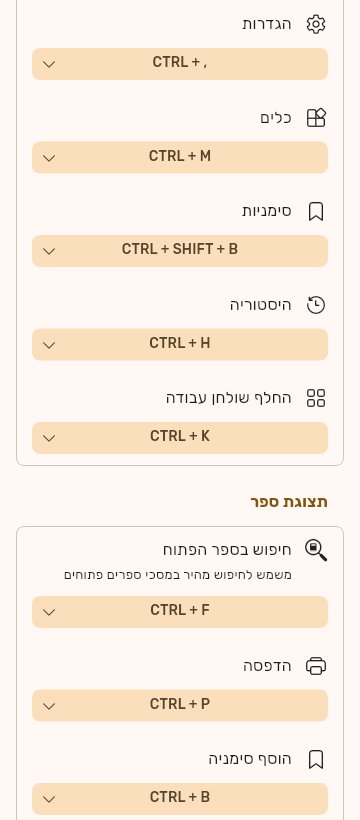 הגדרות
CTRL + ,
כלים
CTRL + M
סימניות
CTRL + SHIFT + B
היסטוריה
CTRL + H
החלף שולחן עבודה
CTRL + K
תצוגת ספר
חיפוש בספר הפתוח
משמש לחיפוש מהיר במסכי ספרים פתוחים
CTRL + F
הדפסה
CTRL + P
הוסף סימניה
CTRL + B